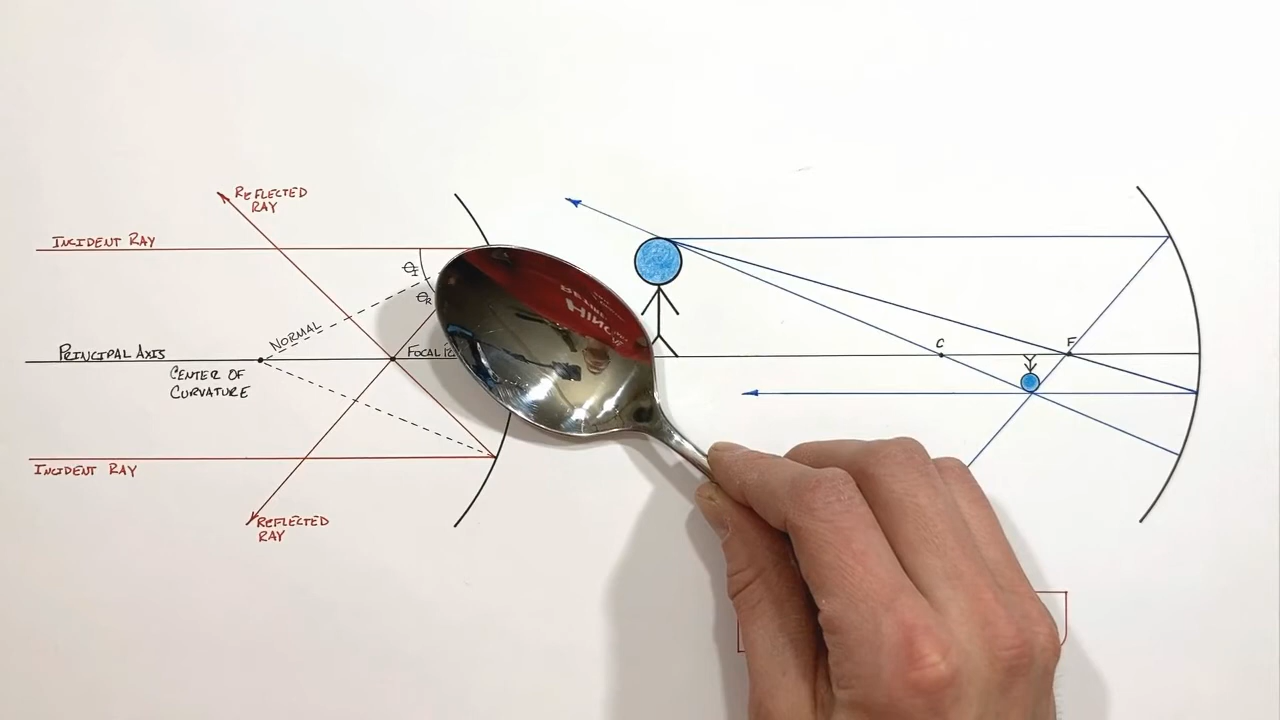 REFLECTED
RAY
INCIDENT RAY
θI
θR
NORMAL
PRINCIPAL AXIS
FOCAL
CENTER OF
CURVATURE
INCIDENT RAY
REFLECTED
RAY
C
F